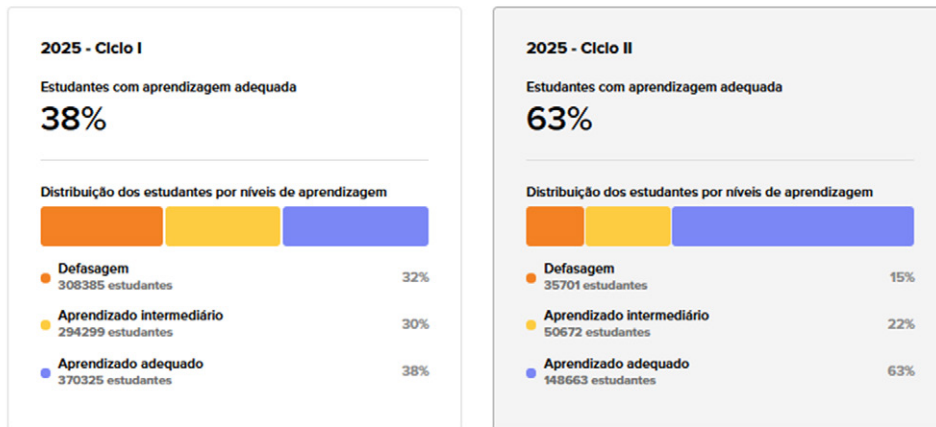 2025 - Ciclo I
Estudantes com aprendizagem adequada
38%
Distribuição dos estudantes por níveis de aprendizagem
Defasagem
308385 estudantes
32%
Aprendizado intermediário
294299 estudantes
30%
Aprendizado adequado
370325 estudantes
38%
2025 - Ciclo II
Estudantes com aprendizagem adequada
63%
Distribuição dos estudantes por níveis de aprendizagem
Defasagem
35701 estudantes
15%
Aprendizado intermediário
50672 estudantes
22%
Aprendizado adequado
148663 estudantes
63%